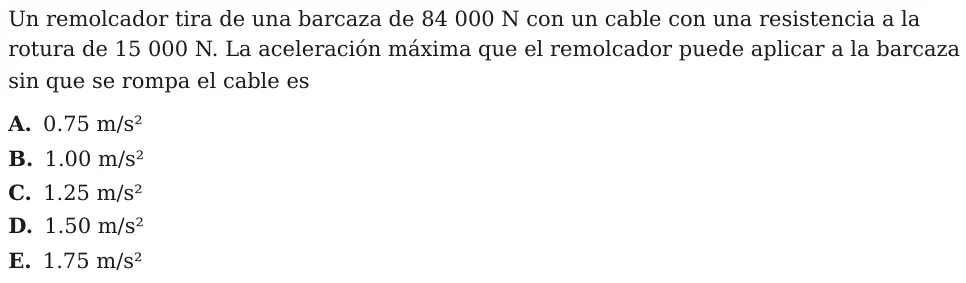 Un remolcador tira de una barcaza de 84 000 N con un cable con una resistencia a la
rotura de 15 000 N. La aceleración máxima que el remolcador puede aplicar a la barcaza
sin que se rompa el cable es
A. 0.75 m/s²
B. 1.00 m/s²
C. 1.25 m/s²
D. 1.50 m/s²
E. 1.75 m/s²